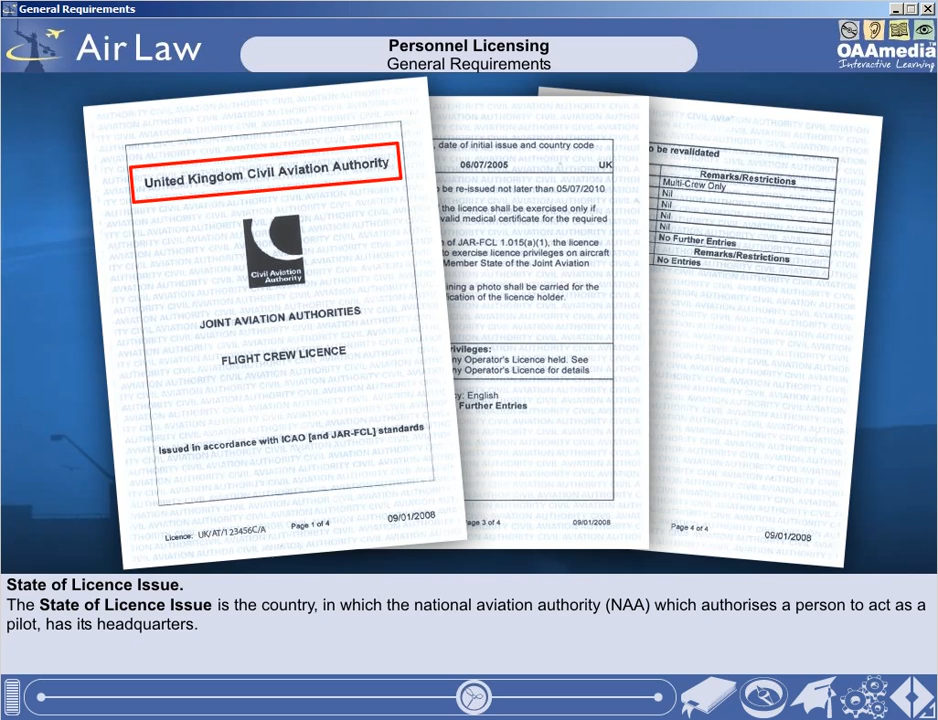 General Requirements
Air Law
Personnel Licensing
General Requirements
OAAmedia™
Interactive Learning
United Kingdom Civil Aviation Authority
Civil Aviation
Authority
JOINT AVIATION AUTHORITIES
FLIGHT CREW LICENCE
Issued in accordance with ICAO [and JAR-FCL] standards
Licence: UK/AT/123456C/A Page 1 of 4 09/01/2008
, date of initial issue and country code
06/07/2005 UK
be re-issued not later than 05/07/2010
the licence shall be exercised only if
valid medical certificate for the required
of JAR-FCL 1.015(a)(1), the licence
to exercise licence privileges on aircraft
Member State of the Joint Aviation
ning a photo shall be carried for the
ication of the licence holder.
rivileges:
ny Operator's Licence held. See
ny Operator's Licence for details
cy: English
Further Entries
age 3 of 4 09/01/2008
o be revalidated
Remarks/Restrictions
Multi-Crew Only
Nil
Nil
Nil
Nil
No Further Entries
Remarks/Restrictions
No Entries
Page 4 of 4 09/01/2008
State of Licence Issue.
The State of Licence Issue is the country, in which the national aviation authority (NAA) which authorises a person to act as a
pilot, has its headquarters.